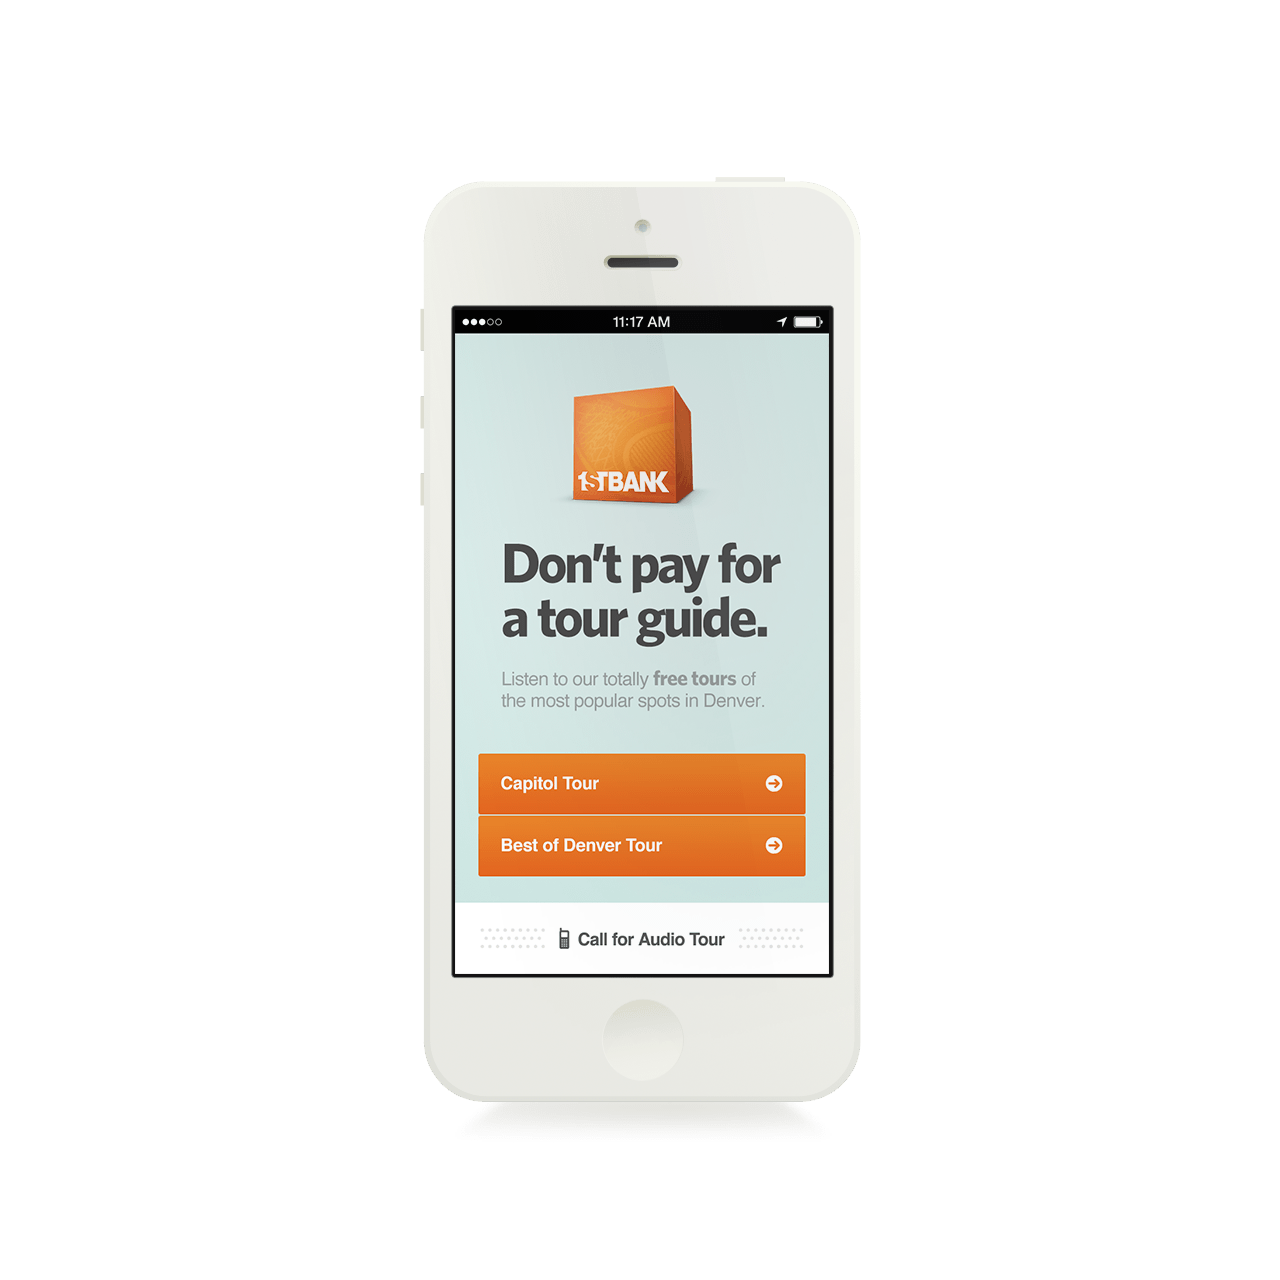 11:17 AM
1STBANK
Don't pay for
a tour guide.
Listen to our totally free tours of
the most popular spots in Denver.
Capitol Tour
Best of Denver Tour
Call for Audio Tour